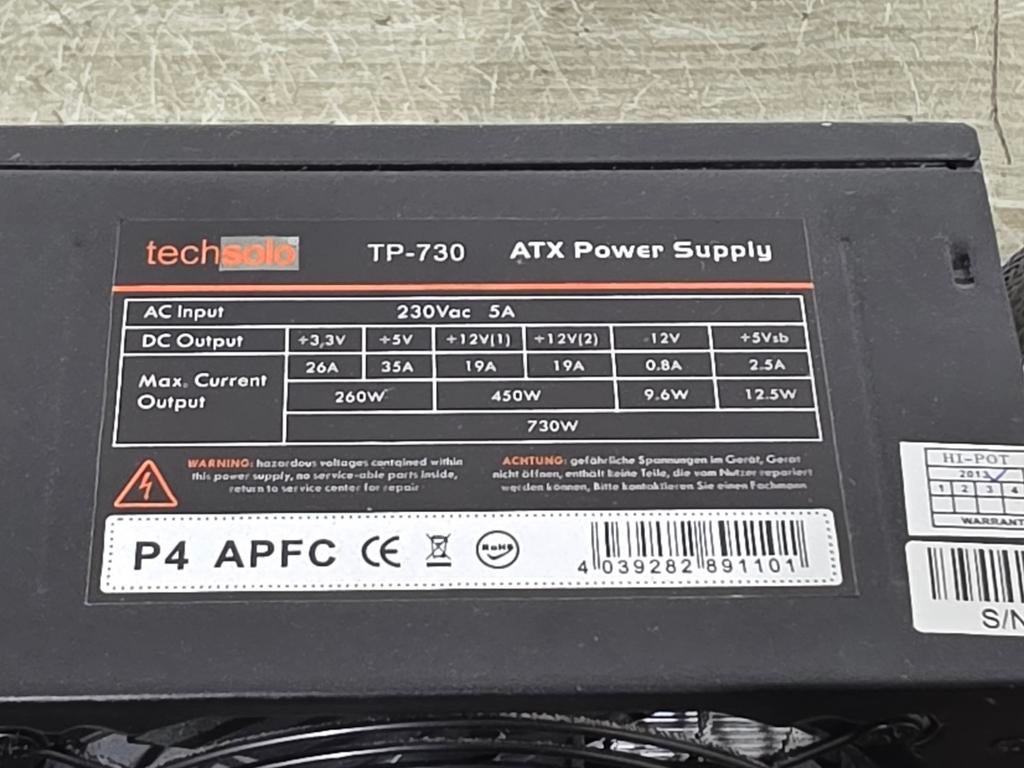 techsolo TP-730 ATX Power Supply
AC Input 230Vac 5A
DC Output +3,3V +5V +12V(1) +12V(2) -12V +5Vsb
Max. Current Output 26A 35A 19A 19A 0.8A 2.5A
260W 450W 9.6W 12.5W
730W
WARNING: hazardous voltages contained within
this power supply, no service-able parts inside,
return to service center for repair
ACHTUNG: gefährliche Spannungen im Gerät, Gerät
nicht öffnen, enthält keine Teile, die vom Nutzer repariert
werden können, Bitte kontaktieren Sie einen Fachmann
P4 APFC CE RoHS
4 039282 891101
HI-POT
2013
1 2 3 4
WARRANT
S/N